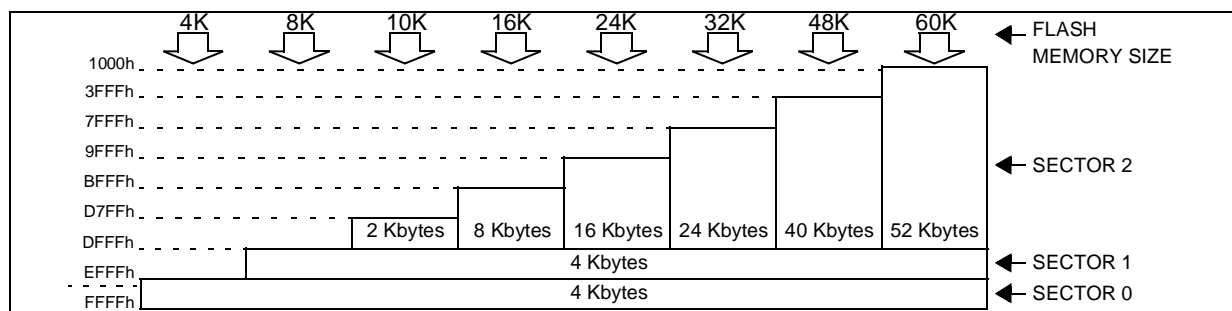 4K 8K 10K 16K 24K 32K 48K 60K FLASH
MEMORY SIZE
1000h
3FFFh
7FFFh
9FFFh
SECTOR 2
BFFFh
D7FFh
2 Kbytes 8 Kbytes 16 Kbytes 24 Kbytes 40 Kbytes 52 Kbytes
DFFFh
4 Kbytes SECTOR 1
EFFFh
4 Kbytes SECTOR 0
FFFFh